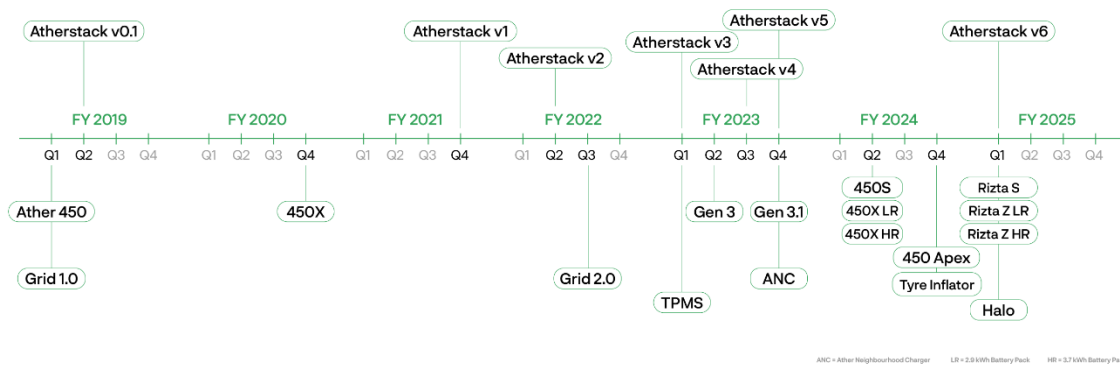 Atherstack v0.1
Atherstack v1
Atherstack v2
Atherstack v3
Atherstack v4
Atherstack v5
Atherstack v6
FY 2019 FY 2020 FY 2021 FY 2022 FY 2023 FY 2024 FY 2025
Q1 Q2 Q3 Q4 Q1 Q2 Q3 Q4 Q1 Q2 Q3 Q4 Q1 Q2 Q3 Q4 Q1 Q2 Q3 Q4 Q1 Q2 Q3 Q4 Q1 Q2 Q3 Q4
Ather 450
Grid 1.0
450X
Grid 2.0
TPMS
Gen 3
Gen 3.1
ANC
450S
450X LR
450X HR
450 Apex
Tyre Inflator
Rizta S
Rizta Z LR
Rizta Z HR
Halo
ANC = Ather Neighbourhood Charger LR = 2.9 kWh Battery Pack HR = 3.7 kWh Battery Pa